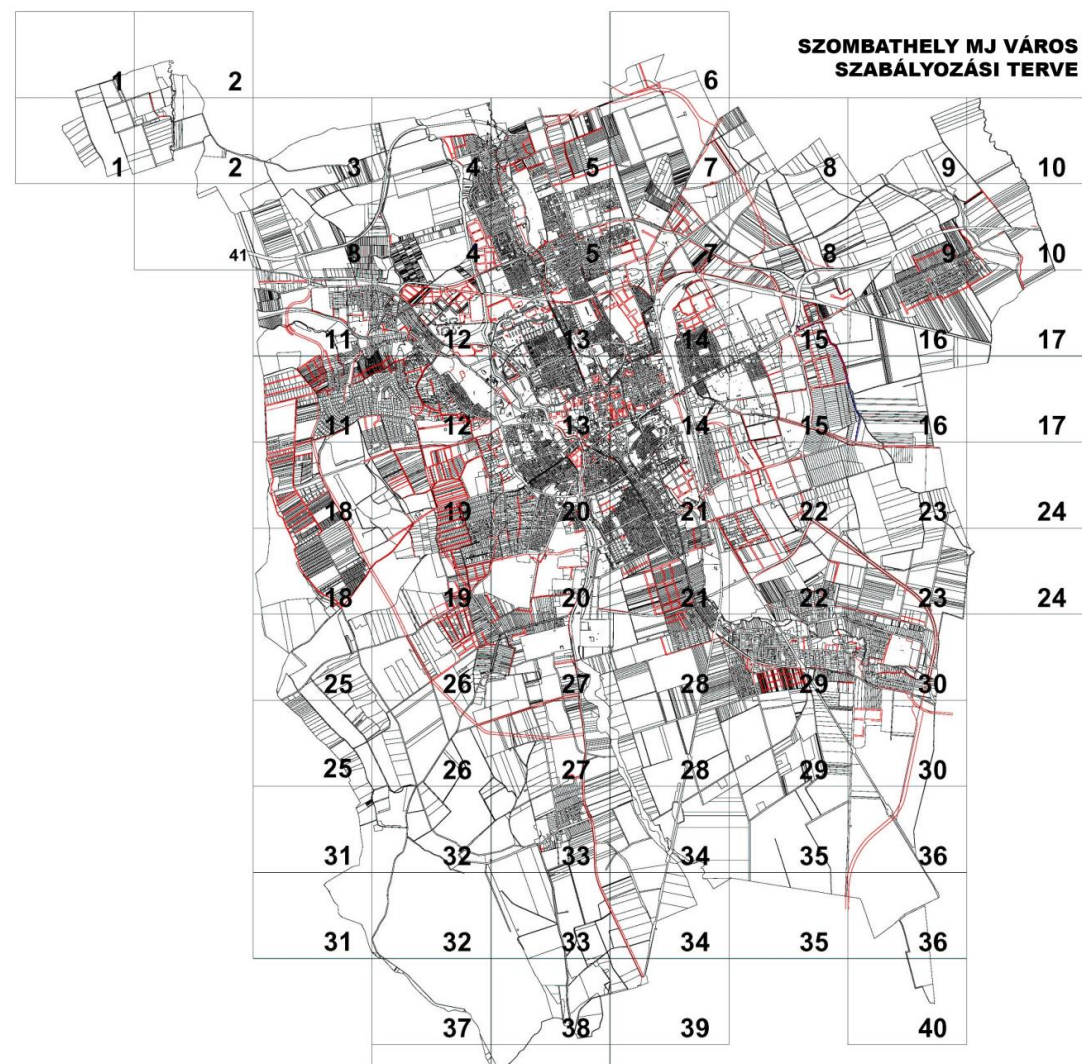 SZOMBATHELY MJ VÁROS
SZABÁLYOZÁSI TERVE
1 2 6
1 2 3 4 5 7 8 9 10
41 3 4 5 7 8 9 10
11 12 13 14 15 16 17
11 12 13 14 15 16 17
18 19 20 21 22 23 24
18 19 20 21 22 23 24
25 26 27 28 29 30
25 26 27 28 29 30
31 32 33 34 35 36
31 32 33 34 35 36
37 38 39 40